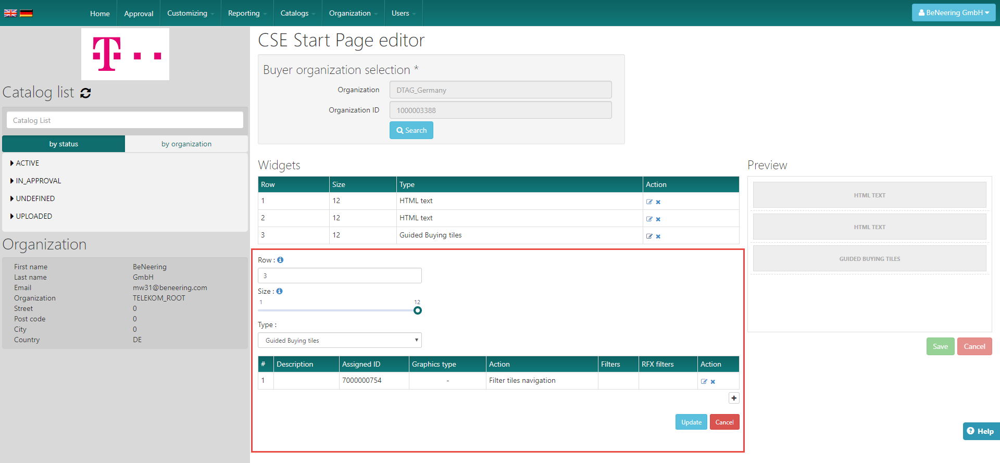 Home
Approval
Customizing
Reporting
Catalogs
Organization
Users
BeNeering GmbH
T
Catalog list
Catalog List
by status
by organization
ACTIVE
IN_APPROVAL
UNDEFINED
UPLOADED
Organization
First name BeNeering
Last name GmbH
Email mw31@beneering.com
Organization TELEKOM_ROOT
Street 0
Post code 0
City 0
Country DE
CSE Start Page editor
Buyer organization selection *
Organization DTAG_Germany
Organization ID 1000003388
Search
Widgets
Row Size Type Action
1 12 HTML text
2 12 HTML text
3 12 Guided Buying tiles
Row :
3
Size :
1 12
Type :
Guided Buying tiles
# Description Assigned ID Graphics type Action Filters RFX filters Action
1 7000000754 - Filter tiles navigation
Update Cancel
Preview
HTML TEXT
HTML TEXT
GUIDED BUYING TILES
Save Cancel
Help